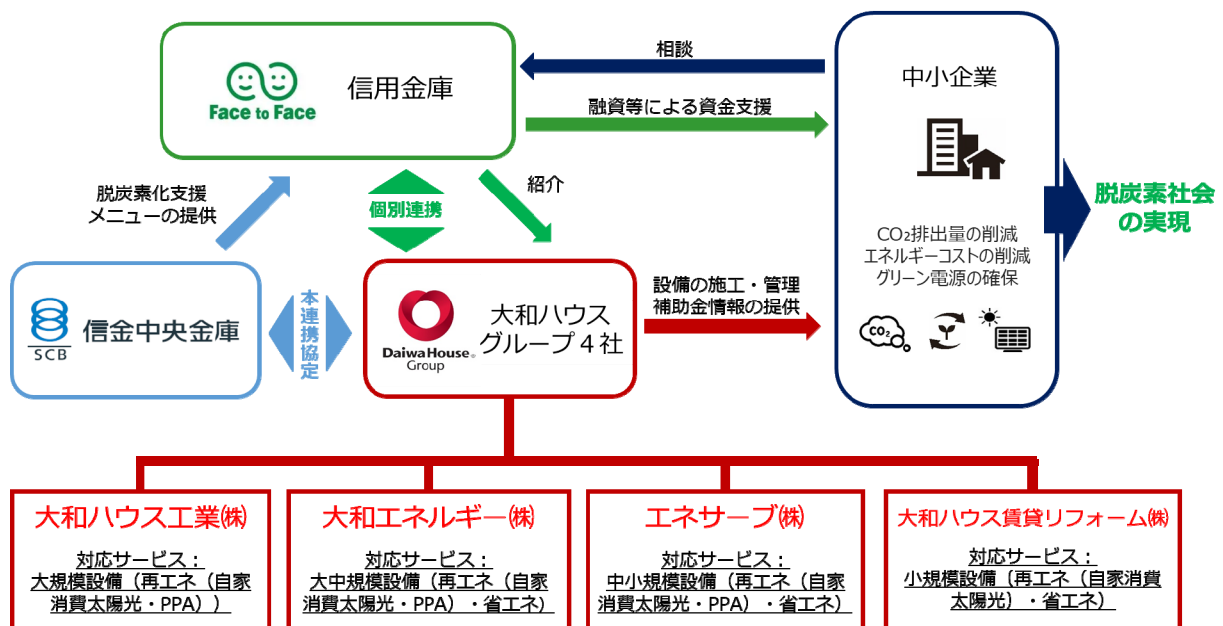 信用金庫
Face to Face
相談
融資等による資金支援
中小企業
CO₂排出量の削減
エネルギーコストの削減
グリーン電源の確保
CO₂
脱炭素社会
の実現
脱炭素化支援
メニューの提供
個別連携
紹介
SCB
信金中央金庫
本連携協定
DaiwaHouse®
Group
大和ハウス
グループ４社
設備の施工・管理
補助金情報の提供
大和ハウス工業㈱
対応サービス：
大規模設備（再エネ（自家
消費太陽光・PPA））
大和エネルギー㈱
対応サービス：
大中規模設備（再エネ（自家
消費太陽光・PPA）・省エネ）
エネサーブ㈱
対応サービス：
中小規模設備（再エネ（自家
消費太陽光・PPA）・省エネ）
大和ハウス賃貸リフォーム㈱
対応サービス：
小規模設備（再エネ（自家消費
太陽光）・省エネ）